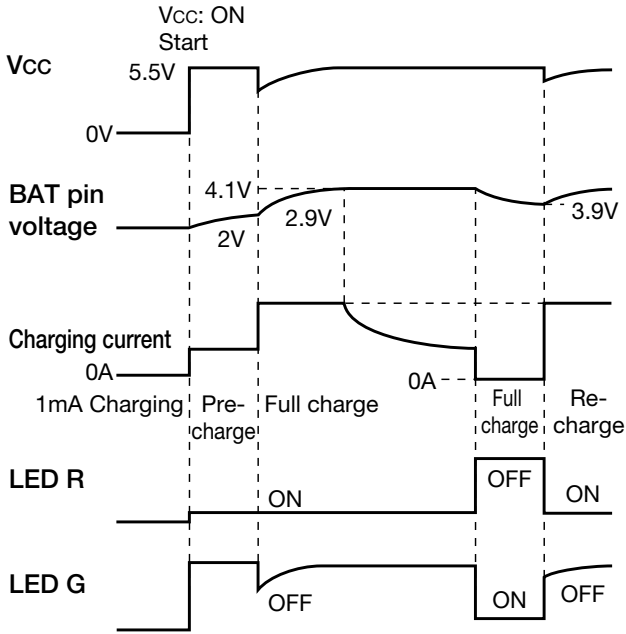 Vcc: ON
Start
Vcc
5.5V
0V
BAT pin
voltage
4.1V
2.9V
2V
3.9V
Charging current
0A
0A
1mA Charging
Pre-
charge
Full charge
Full
charge
Re-
charge
LED R
ON
OFF
ON
LED G
OFF
ON
OFF